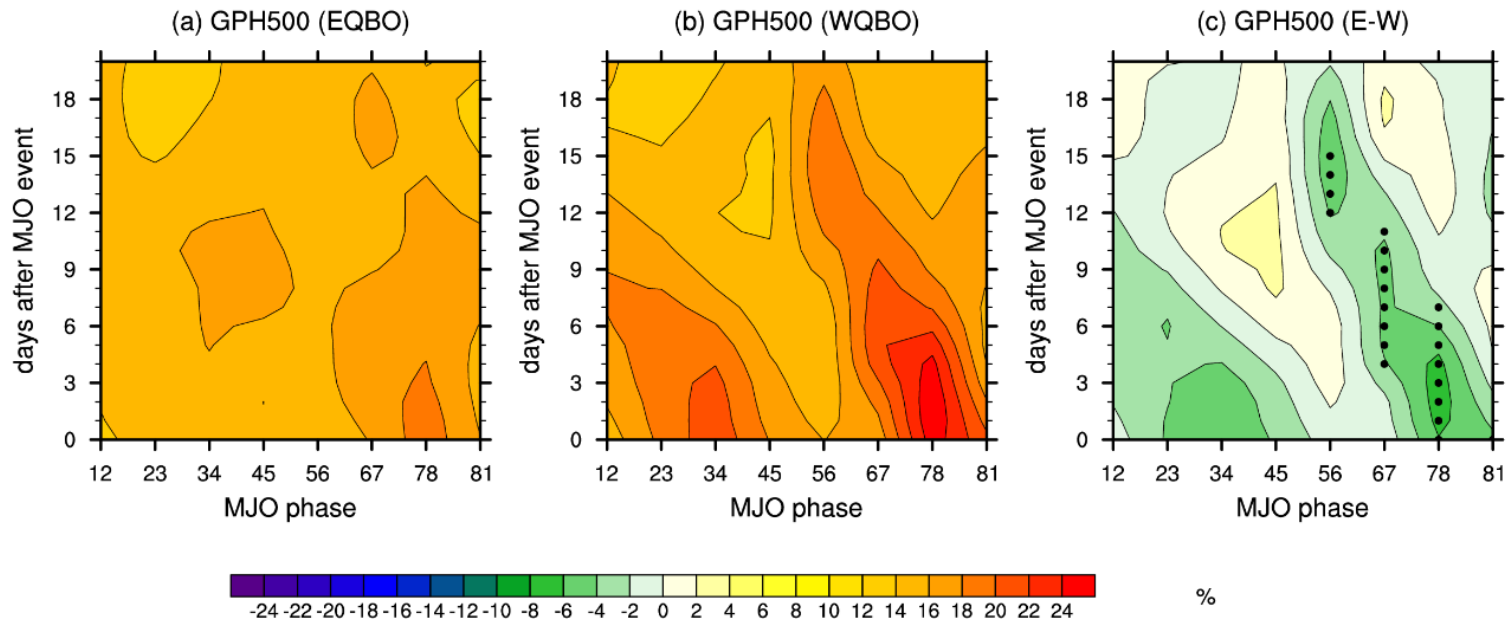 (a) GPH500 (EQBO)
18
15
12
9
6
3
0
days after MJO event
12 23 34 45 56 67 78 81
MJO phase
(b) GPH500 (WQBO)
18
15
12
9
6
3
0
days after MJO event
12 23 34 45 56 67 78 81
MJO phase
(c) GPH500 (E-W)
18
15
12
9
6
3
0
days after MJO event
12 23 34 45 56 67 78 81
MJO phase
-24 -22 -20 -18 -16 -14 -12 -10 -8 -6 -4 -2 0 2 4 6 8 10 12 14 16 18 20 22 24
%